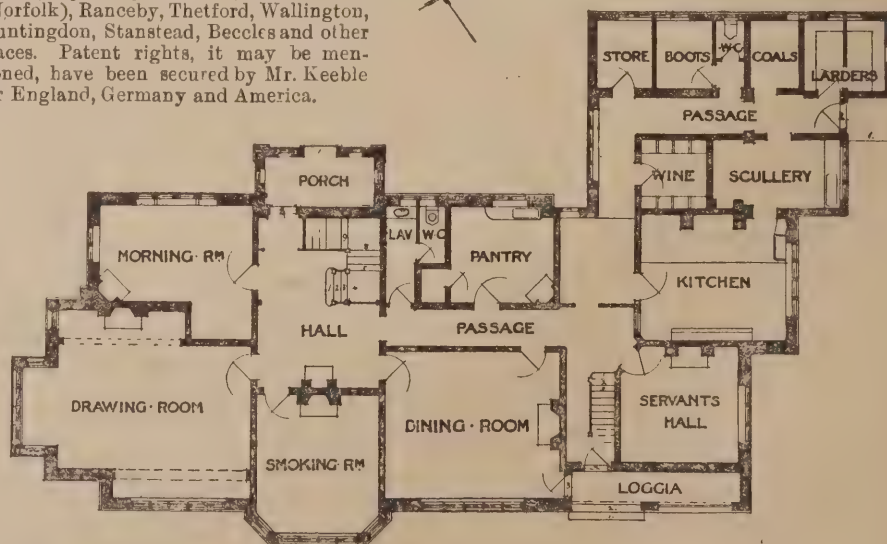 Norfolk), Ranceby, Thetford, Wallington,
untingdon, Stanstead, Beccles and other
aces. Patent rights, it may be men-
oned, have been secured by Mr. Keeble
r England, Germany and America.
STORE
BOOTS
W·C
COALS
LARDERS
PASSAGE
WINE
SCULLERY
PORCH
LAV
W·C
MORNING·RM
PANTRY
KITCHEN
HALL
PASSAGE
DRAWING·ROOM
DINING·ROOM
SERVANTS
HALL
SMOKING·RM
LOGGIA